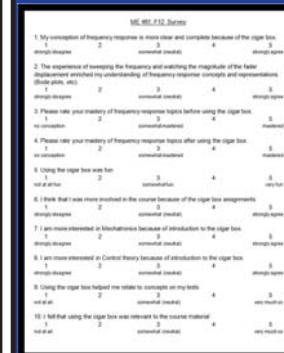 ME 461 F12 Survey
1. My conception of frequency response is more clear and complete because of the cigar box.
1 2 3 4 5
strongly disagree somewhat (neutral) strongly agree
2. The experience of sweeping the frequency and watching the magnitude of the fader
displacement enriched my understanding of frequency response concepts and representations
(Bode plots, etc).
1 2 3 4 5
strongly disagree somewhat (neutral) strongly agree
3. Please rate your mastery of frequency response topics before using the cigar box.
1 2 3 4 5
no conception somewhat mastered mastered
4. Please rate your mastery of frequency response topics after using the cigar box.
1 2 3 4 5
no conception somewhat mastered mastered
5. Using the cigar box was fun
1 2 3 4 5
not at all fun somewhat fun very fun
6. I think that I was more involved in the course because of the cigar box assignments
1 2 3 4 5
strongly disagree somewhat (neutral) strongly agree
7. I am more interested in Mechatronics because of introduction to the cigar box.
1 2 3 4 5
strongly disagree somewhat (neutral) strongly agree
8. I am more interested in Control theory because of introduction to the cigar box.
1 2 3 4 5
strongly disagree somewhat (neutral) strongly agree
9. Using the cigar box helped me relate to concepts on my tests
1 2 3 4 5
not at all somewhat (neutral) very much so
10. I felt that using the cigar box was relevant to the course material
1 2 3 4 5
not at all somewhat (neutral) very much so